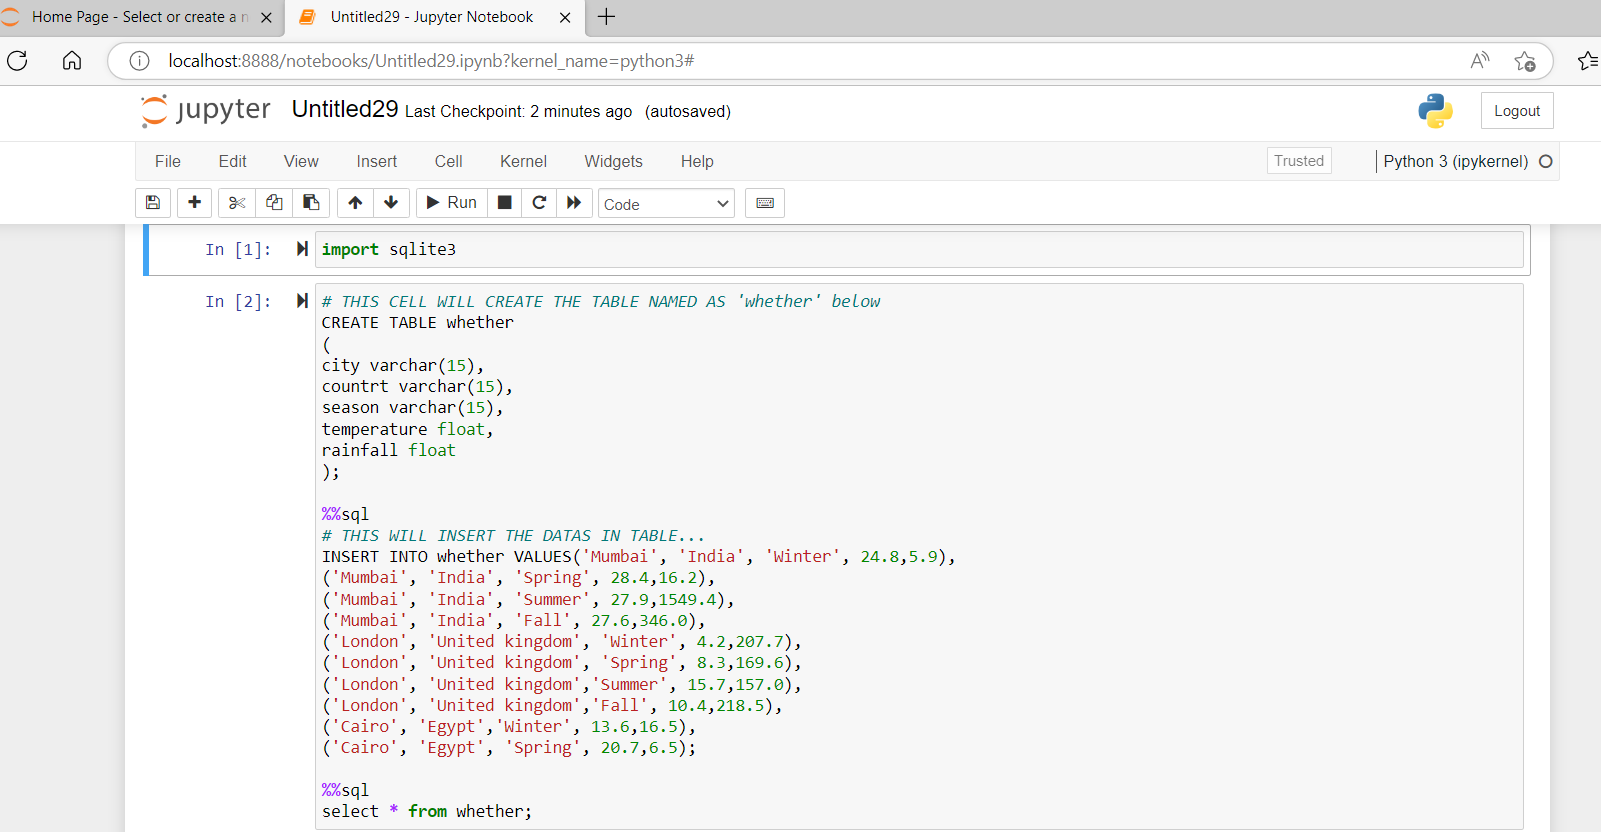 Home Page - Select or create a n
Untitled29 - Jupyter Notebook
localhost:8888/notebooks/Untitled29.ipynb?kernel_name=python3#
jupyter Untitled29 Last Checkpoint: 2 minutes ago (autosaved)
Logout
File Edit View Insert Cell Kernel Widgets Help
Trusted
Python 3 (ipykernel)
Run
Code
In [1]: import sqlite3
In [2]: # THIS CELL WILL CREATE THE TABLE NAMED AS 'whether' below
CREATE TABLE whether
(
city varchar(15),
countrt varchar(15),
season varchar(15),
temperature float,
rainfall float
);
%%sql
# THIS WILL INSERT THE DATAS IN TABLE...
INSERT INTO whether VALUES('Mumbai', 'India', 'Winter', 24.8,5.9),
('Mumbai', 'India', 'Spring', 28.4,16.2),
('Mumbai', 'India', 'Summer', 27.9,1549.4),
('Mumbai', 'India', 'Fall', 27.6,346.0),
('London', 'United kingdom', 'Winter', 4.2,207.7),
('London', 'United kingdom', 'Spring', 8.3,169.6),
('London', 'United kingdom','Summer', 15.7,157.0),
('London', 'United kingdom','Fall', 10.4,218.5),
('Cairo', 'Egypt','Winter', 13.6,16.5),
('Cairo', 'Egypt', 'Spring', 20.7,6.5);
%%sql
select * from whether;